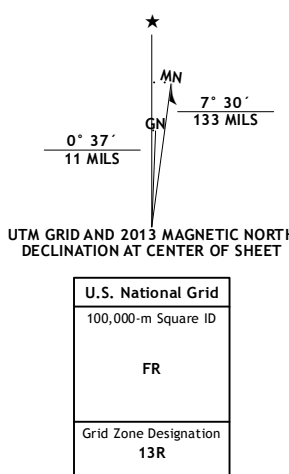 ★
MN
GN
7° 30´
133 MILS
0° 37´
11 MILS
UTM GRID AND 2013 MAGNETIC NORTH
DECLINATION AT CENTER OF SHEET
U.S. National Grid
100,000-m Square ID
FR
Grid Zone Designation
13R